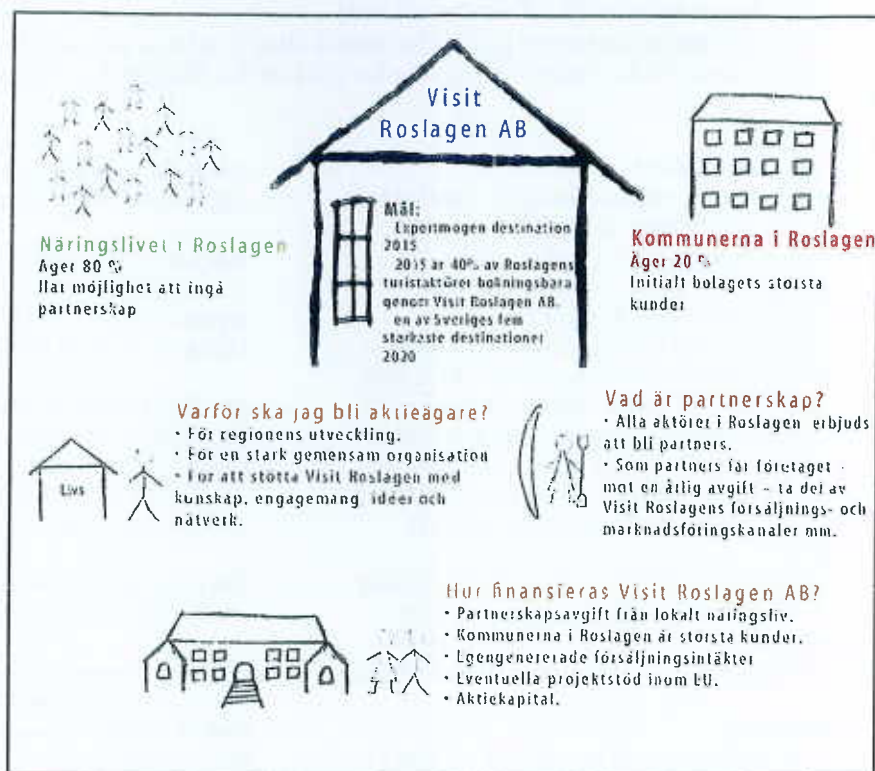 Visit
Roslagen AB
Mål:
Exportmogen destination
2015
2015 är 40% av Roslagens
turistaktörer bokningsbara
genom Visit Roslagen AB.
en av Sveriges fem
starkaste destinationer
2020
Näringslivet i Roslagen
Äger 80 %
Har möjlighet att ingå
partnerskap
Kommunerna i Roslagen
Äger 20 %
Initialt bolagets största
kunder
Varför ska jag bli aktieägare?
• För regionens utveckling.
• För en stark gemensam organisation
• För att stötta Visit Roslagen med
kunskap, engagemang idéer och
nätverk.
Livs
Vad är partnerskap?
• Alla aktörer i Roslagen erbjuds
att bli partners.
• Som partners får företaget -
mot en årlig avgift – ta del av
Visit Roslagens försäljnings- och
marknadsföringskanaler mm.
Hur finansieras Visit Roslagen AB?
• Partnerskapsavgift från lokalt näringsliv.
• Kommunerna i Roslagen är största kunder.
• Egengenererade försäljningsintäkter
• Eventuella projektstöd inom EU.
• Aktiekapital.